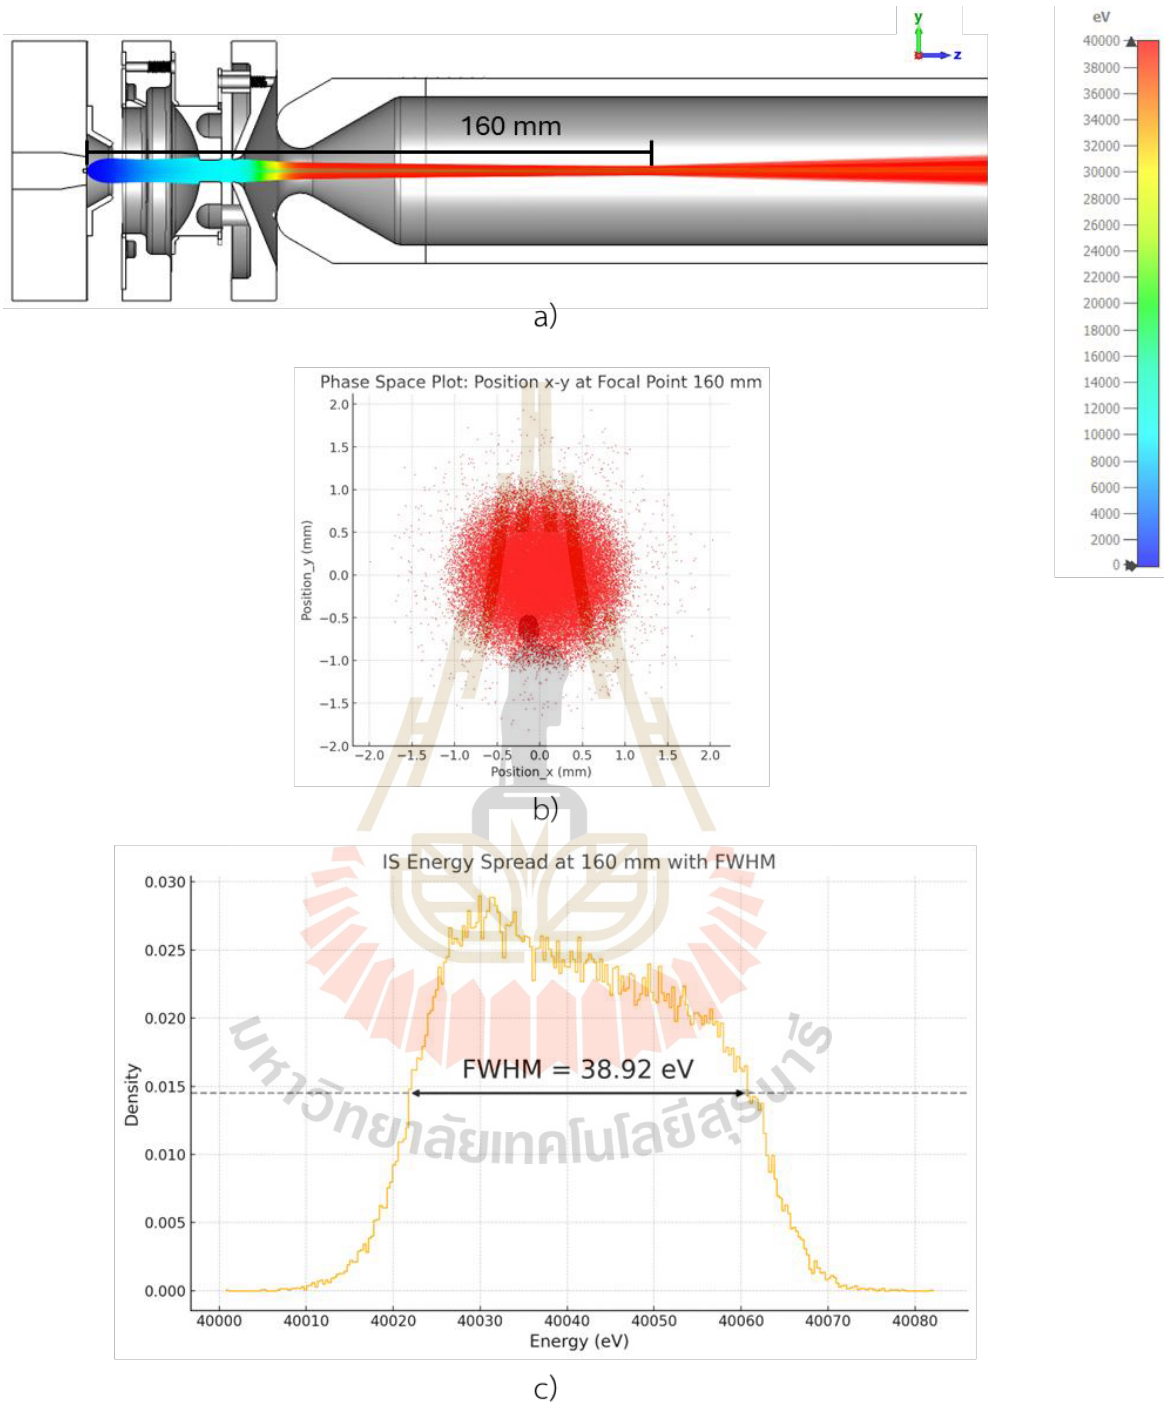 y
z
160 mm
eV
40000
38000
36000
34000
32000
30000
28000
26000
24000
22000
20000
18000
16000
14000
12000
10000
8000
6000
4000
2000
0
a)
Phase Space Plot: Position x-y at Focal Point 160 mm
Position_y (mm)
2.0
1.5
1.0
0.5
0.0
−0.5
−1.0
−1.5
−2.0
−2.0 −1.5 −1.0 −0.5 0.0 0.5 1.0 1.5 2.0
Position_x (mm)
b)
IS Energy Spread at 160 mm with FWHM
Density
0.030
0.025
0.020
0.015
0.010
0.005
0.000
FWHM = 38.92 eV
มหาวิทยาลัยเทคโนโลยีสุรนารี
40000 40010 40020 40030 40040 40050 40060 40070 40080
Energy (eV)
c)